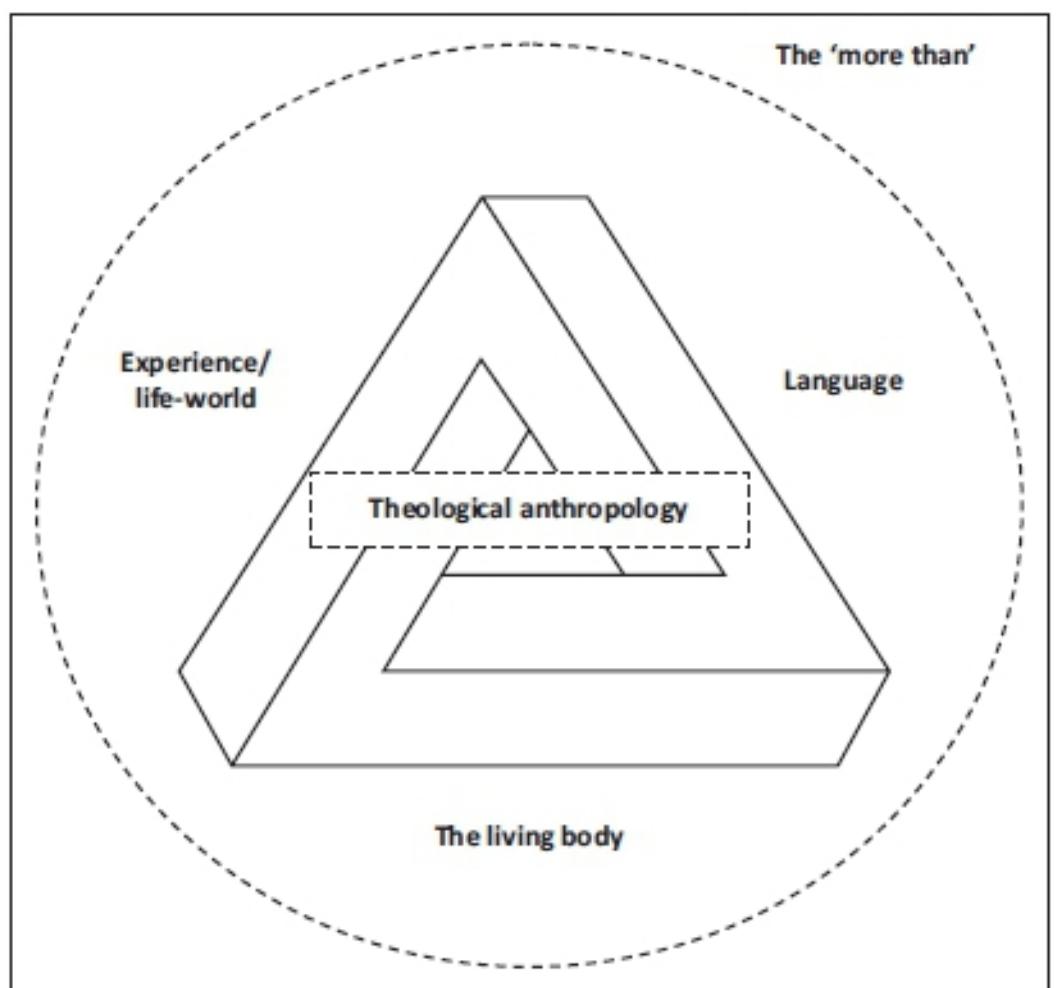 The ‘more than’
Experience/
life-world
Language
Theological anthropology
The living body